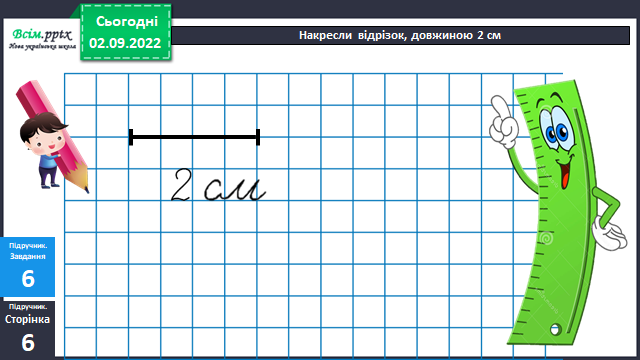 Всім.pptx
Нова українська школа
Сьогодні
02.09.2022
Накресли відрізок, довжиною 2 см
2 см
Підручник.
Завдання
6
Підручник.
Сторінка
6